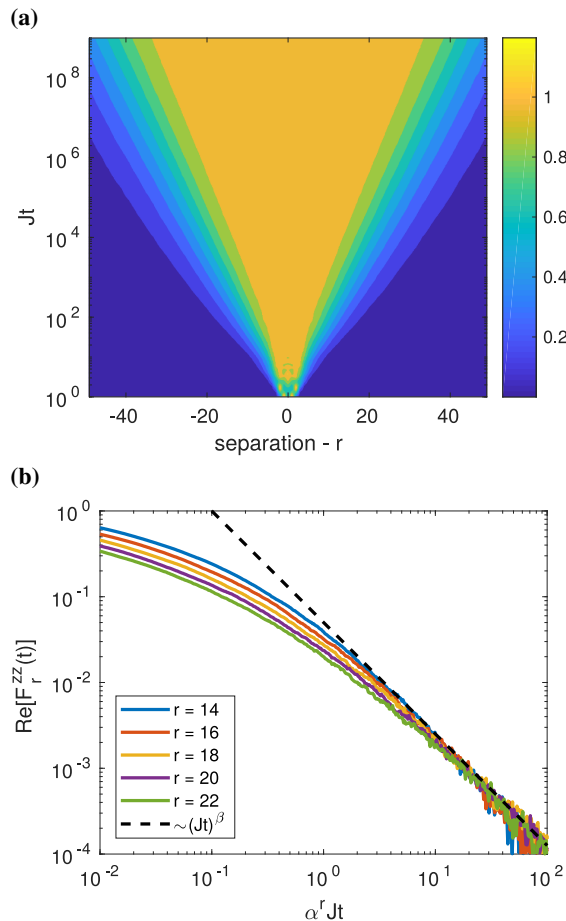 (a)
10^8
10^6
10^4
10^2
10^0
Jt
-40 -20 0 20 40
separation - r
1
0.8
0.6
0.4
0.2
(b)
10^0
10^-1
10^-2
10^-3
10^-4
Re[F_r^zz(t)]
r = 14
r = 16
r = 18
r = 20
r = 22
~(Jt)^β
10^-2 10^-1 10^0 10^1 10^2
α^r Jt